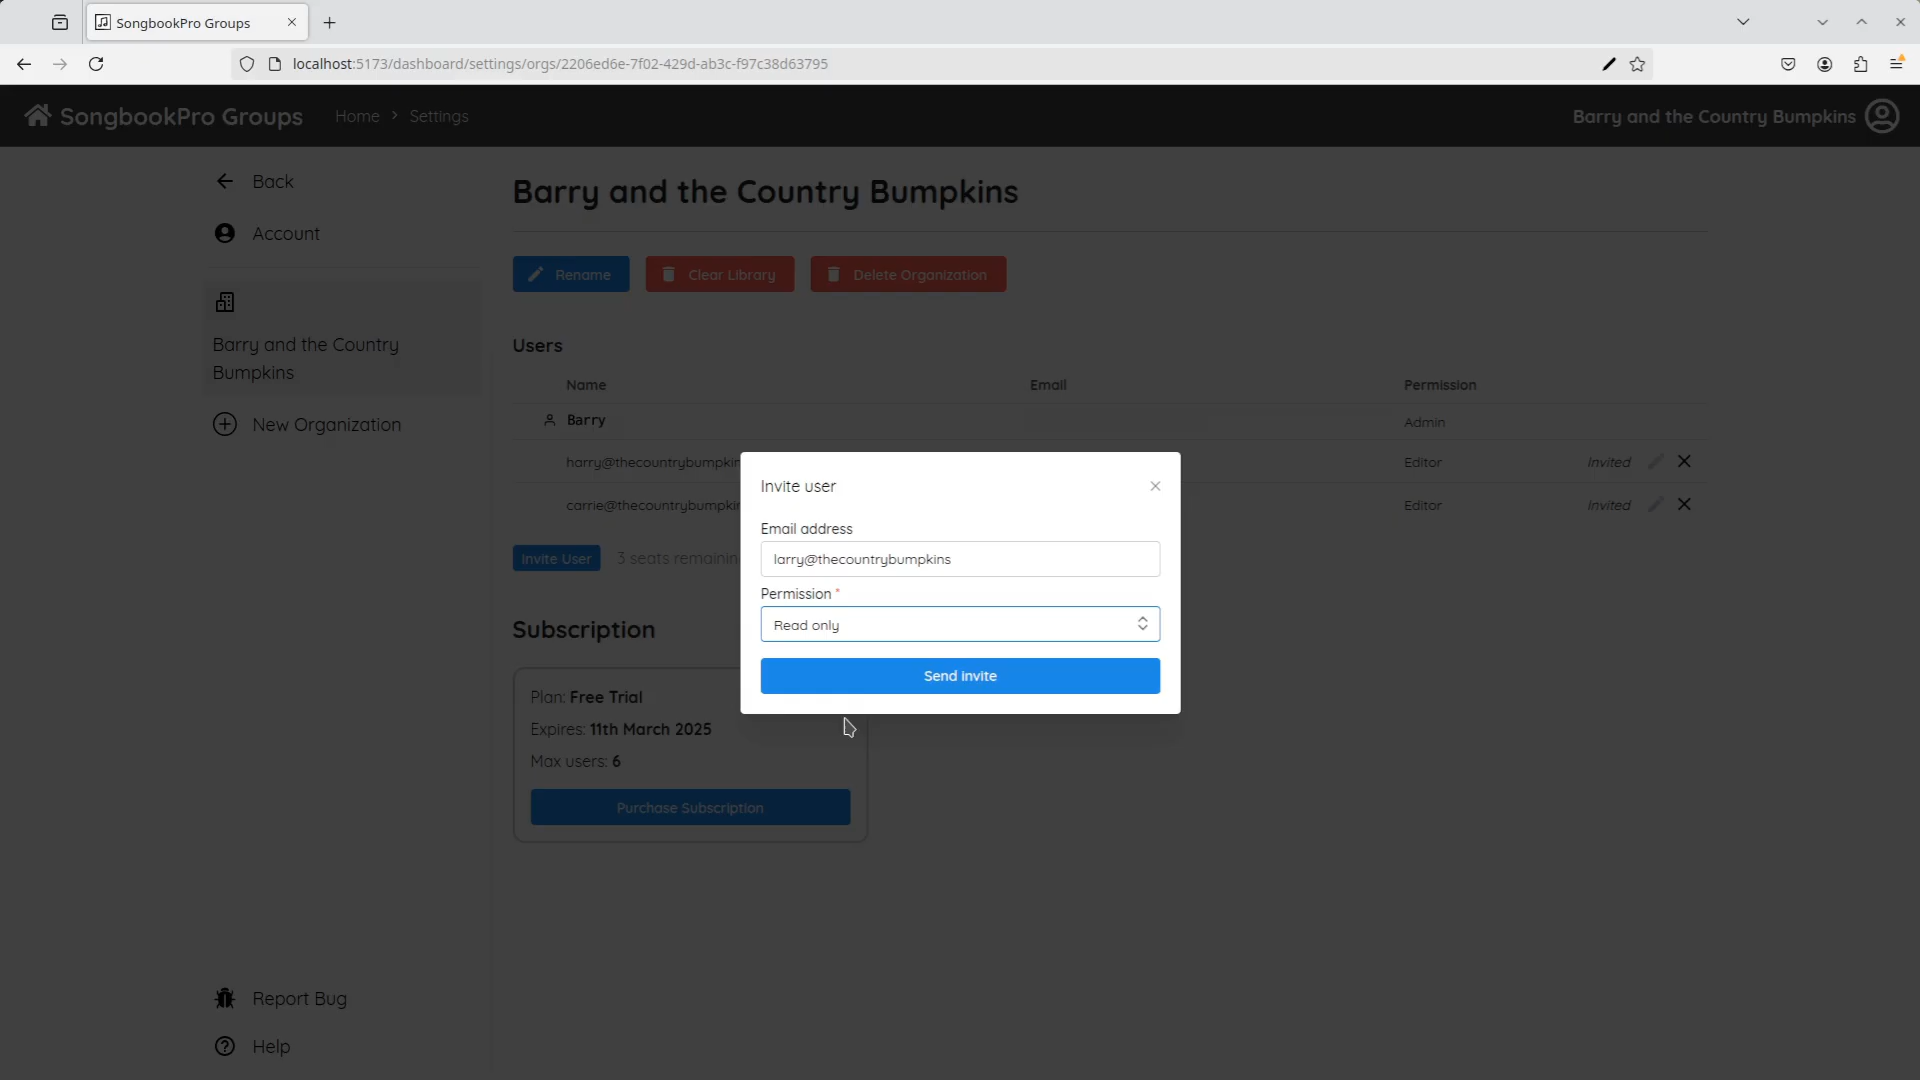 SongbookPro Groups
localhost:5173/dashboard/settings/orgs/2206ed6e-7f02-429d-ab3c-f97c38d63795
SongbookPro Groups
Home > Settings
Barry and the Country Bumpkins
Back
Account
Barry and the Country
Bumpkins
New Organization
Report Bug
Help
Barry and the Country Bumpkins
Rename
Clear Library
Delete Organization
Users
Name Email Permission
Barry Admin
harry@thecountrybumpkin Editor Invited
carrie@thecountrybumpkin Editor Invited
Invite User 3 seats remainin
Subscription
Plan: Free Trial
Expires: 11th March 2025
Max users: 6
Purchase Subscription
Invite user
Email address
larry@thecountrybumpkins
Permission *
Read only
Send invite